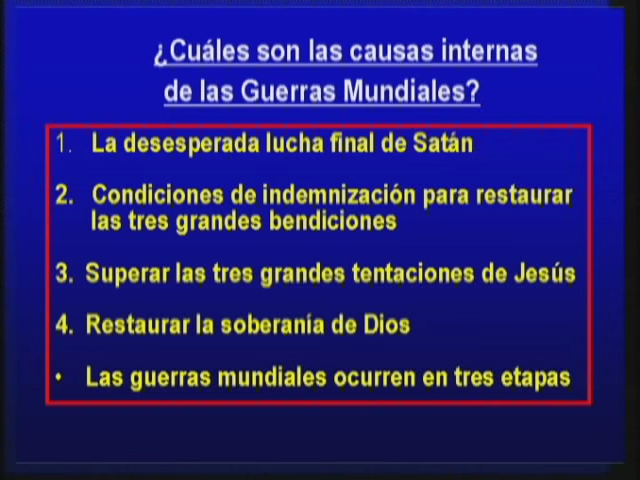 ¿Cuáles son las causas internas
de las Guerras Mundiales?
1. La desesperada lucha final de Satán
2. Condiciones de indemnización para restaurar
las tres grandes bendiciones
3. Superar las tres grandes tentaciones de Jesús
4. Restaurar la soberanía de Dios
• Las guerras mundiales ocurren en tres etapas